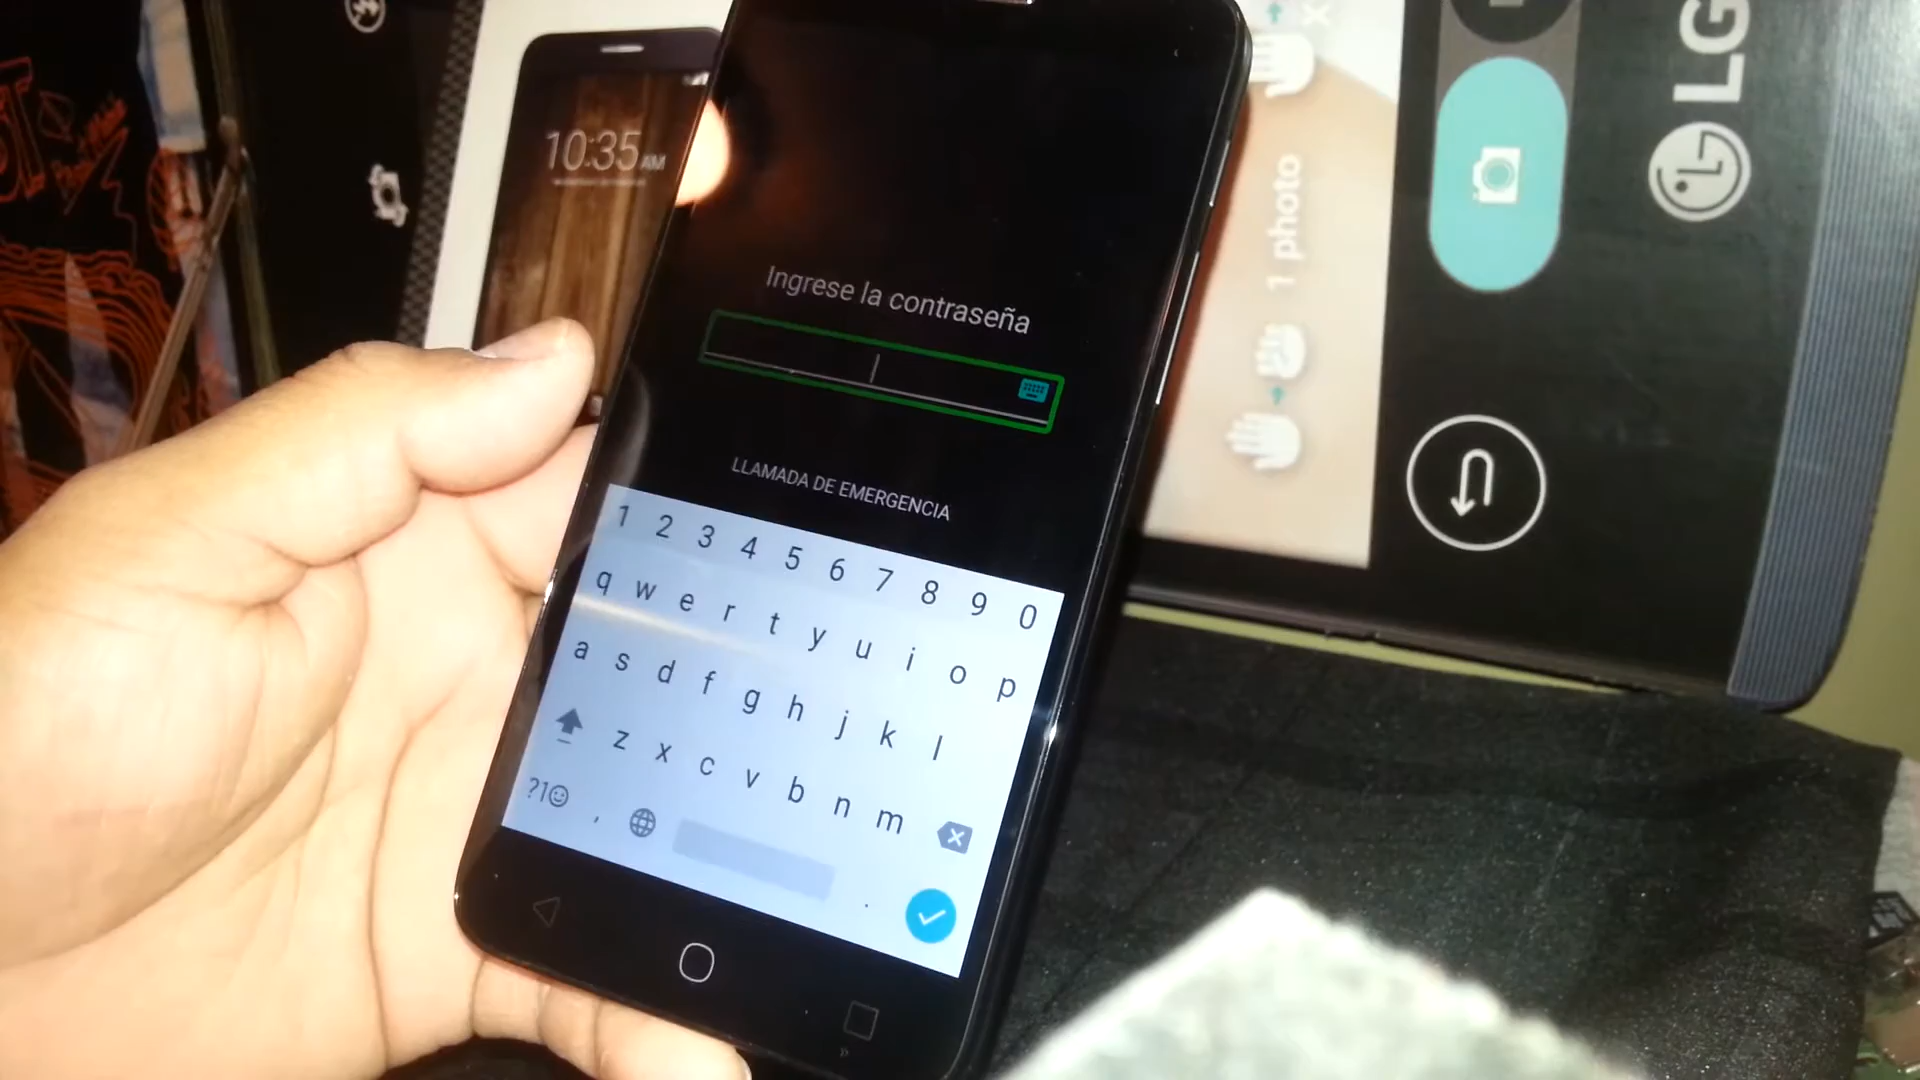 10:35 AM
Ingrese la contraseña
LLAMADA DE EMERGENCIA
1 2 3 4 5 6 7 8 9 0
q w e r t y u i o p
a s d f g h j k l
z x c v b n m
?1☺ , .
1 photo
LG